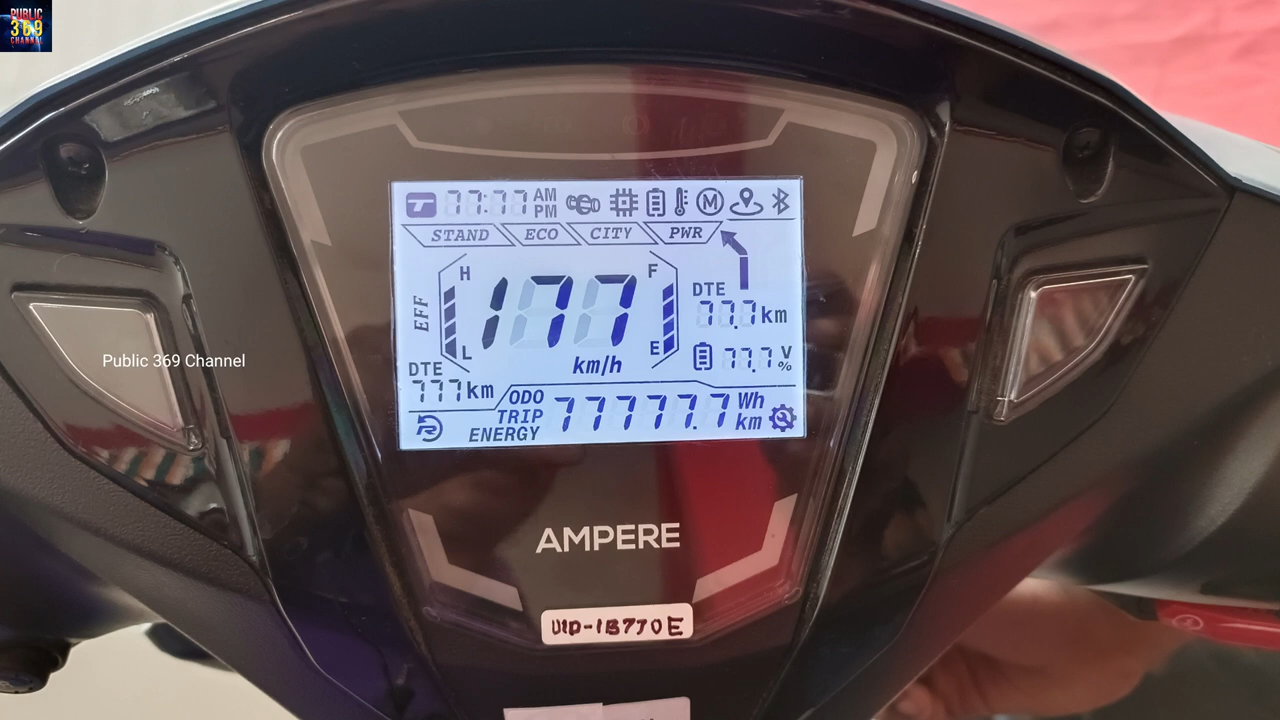 PUBLIC
369
CHANNEL
T 77:77 AM PM M
STAND ECO CITY PWR
H 177 F
EFF
DTE
77.7 km
L km/h E
77.7 V %
DTE
777 km
ODO
TRIP 77777.7 Wh km
ENERGY
R
Public 369 Channel
AMPERE
UID-1B770E